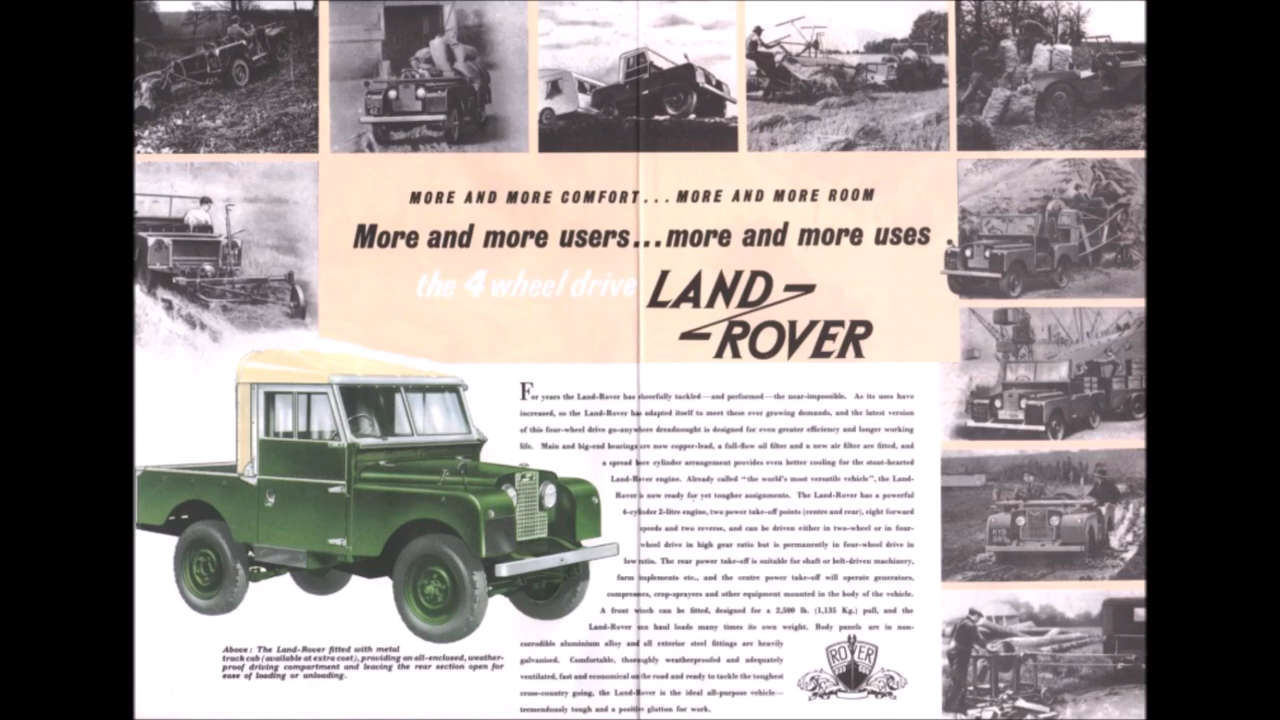 MORE AND MORE COMFORT... MORE AND MORE ROOM
More and more users...more and more uses
the 4 wheel drive LAND-
ROVER
For years the Land-Rover has cheerfully tackled—and performed—the near-impossible. As its uses have
increased, so the Land-Rover has adapted itself to meet these ever growing demands, and the latest version
of this four-wheel drive go-anywhere dreadnought is designed for even greater efficiency and longer working
life. Main and big-end bearings are now copper-lead, a full-flow oil filter and a new air filter are fitted, and
a spread bore cylinder arrangement provides even better cooling for the stout-hearted
Land-Rover engine. Already called "the world's most versatile vehicle", the Land-
Rover is now ready for yet tougher assignments. The Land-Rover has a powerful
4-cylinder 2-litre engine, two power take-off points (centre and rear), eight forward
speeds and two reverse, and can be driven either in two-wheel or in four-
wheel drive in high gear ratio but is permanently in four-wheel drive in
low ratio. The rear power take-off is suitable for shaft or belt-driven machinery,
farm implements etc., and the centre power take-off will operate generators,
compressors, crop-sprayers and other equipment mounted in the body of the vehicle.
A front winch can be fitted, designed for a 2,500 lb. (1,135 Kg.) pull, and the
Land-Rover can haul loads many times its own weight. Body panels are in non-
corrodible aluminium alloy and all exterior steel fittings are heavily
galvanised. Comfortable, thoroughly weatherproofed and adequately
ventilated, fast and economical on the road and ready to tackle the toughest
cross-country going, the Land-Rover is the ideal all-purpose vehicle—
tremendously tough and a positive glutton for work.
Above: The Land-Rover fitted with metal
truck cab (available at extra cost), providing an all-enclosed, weather-
proof driving compartment and leaving the rear section open for
ease of loading or unloading.
ROVER